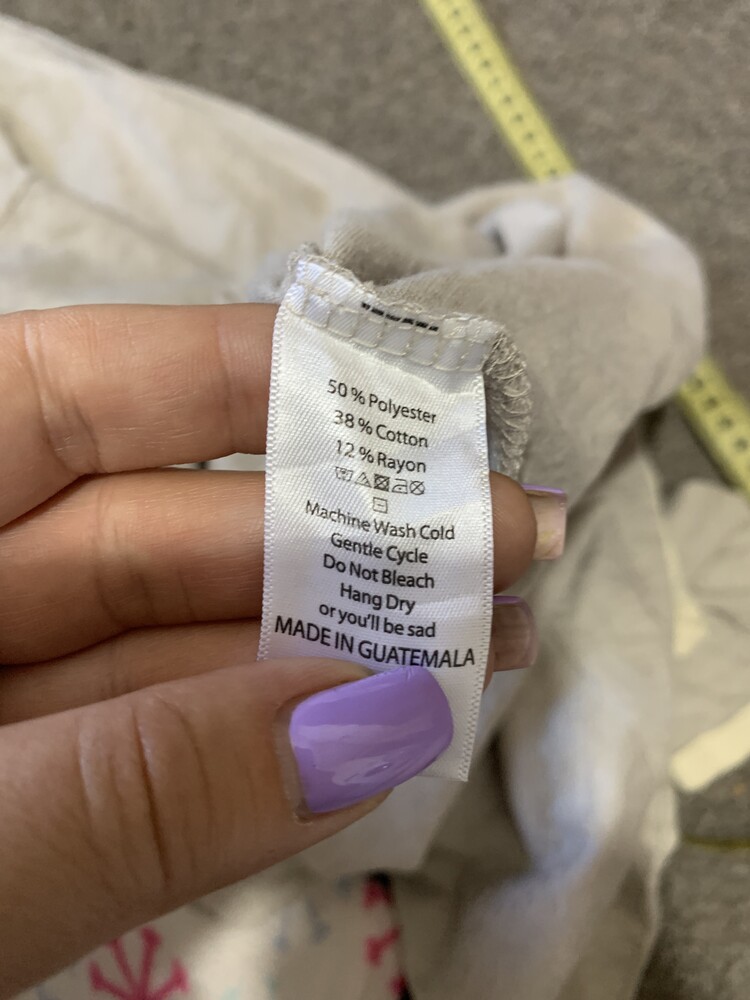 50 % Polyester
38 % Cotton
12 % Rayon
Machine Wash Cold
Gentle Cycle
Do Not Bleach
Hang Dry
or you'll be sad
MADE IN GUATEMALA